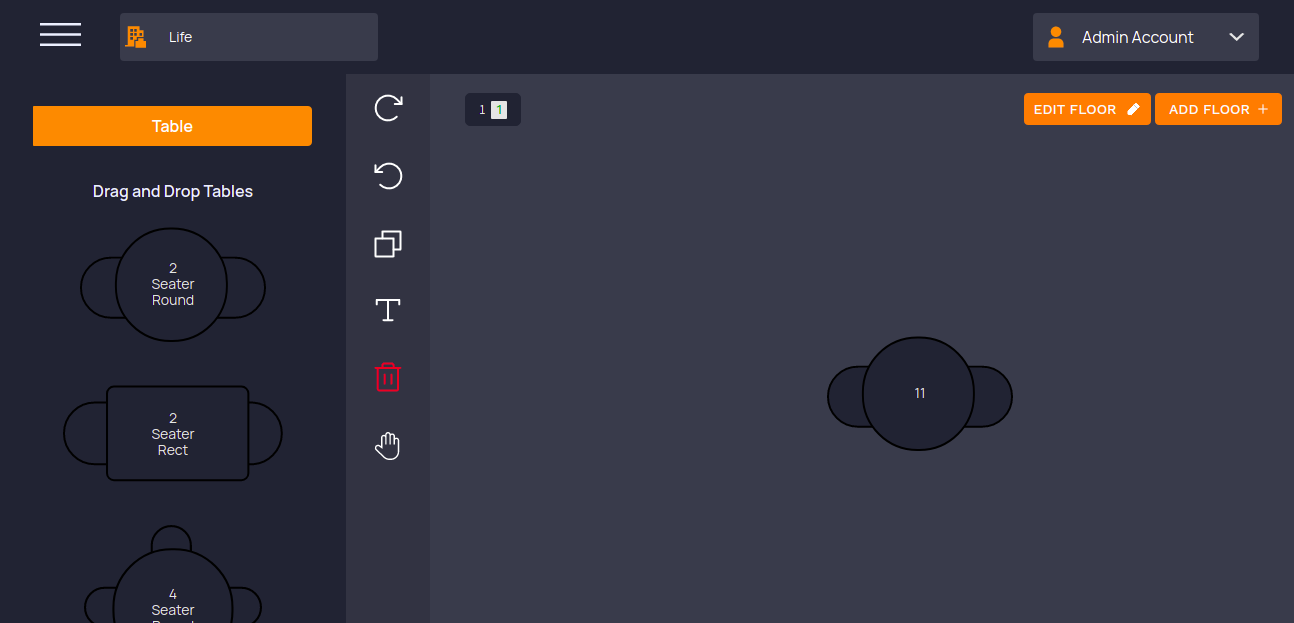 Life
Admin Account
Table
Drag and Drop Tables
2
Seater
Round
2
Seater
Rect
4
Seater
1 1
EDIT FLOOR
ADD FLOOR +
11